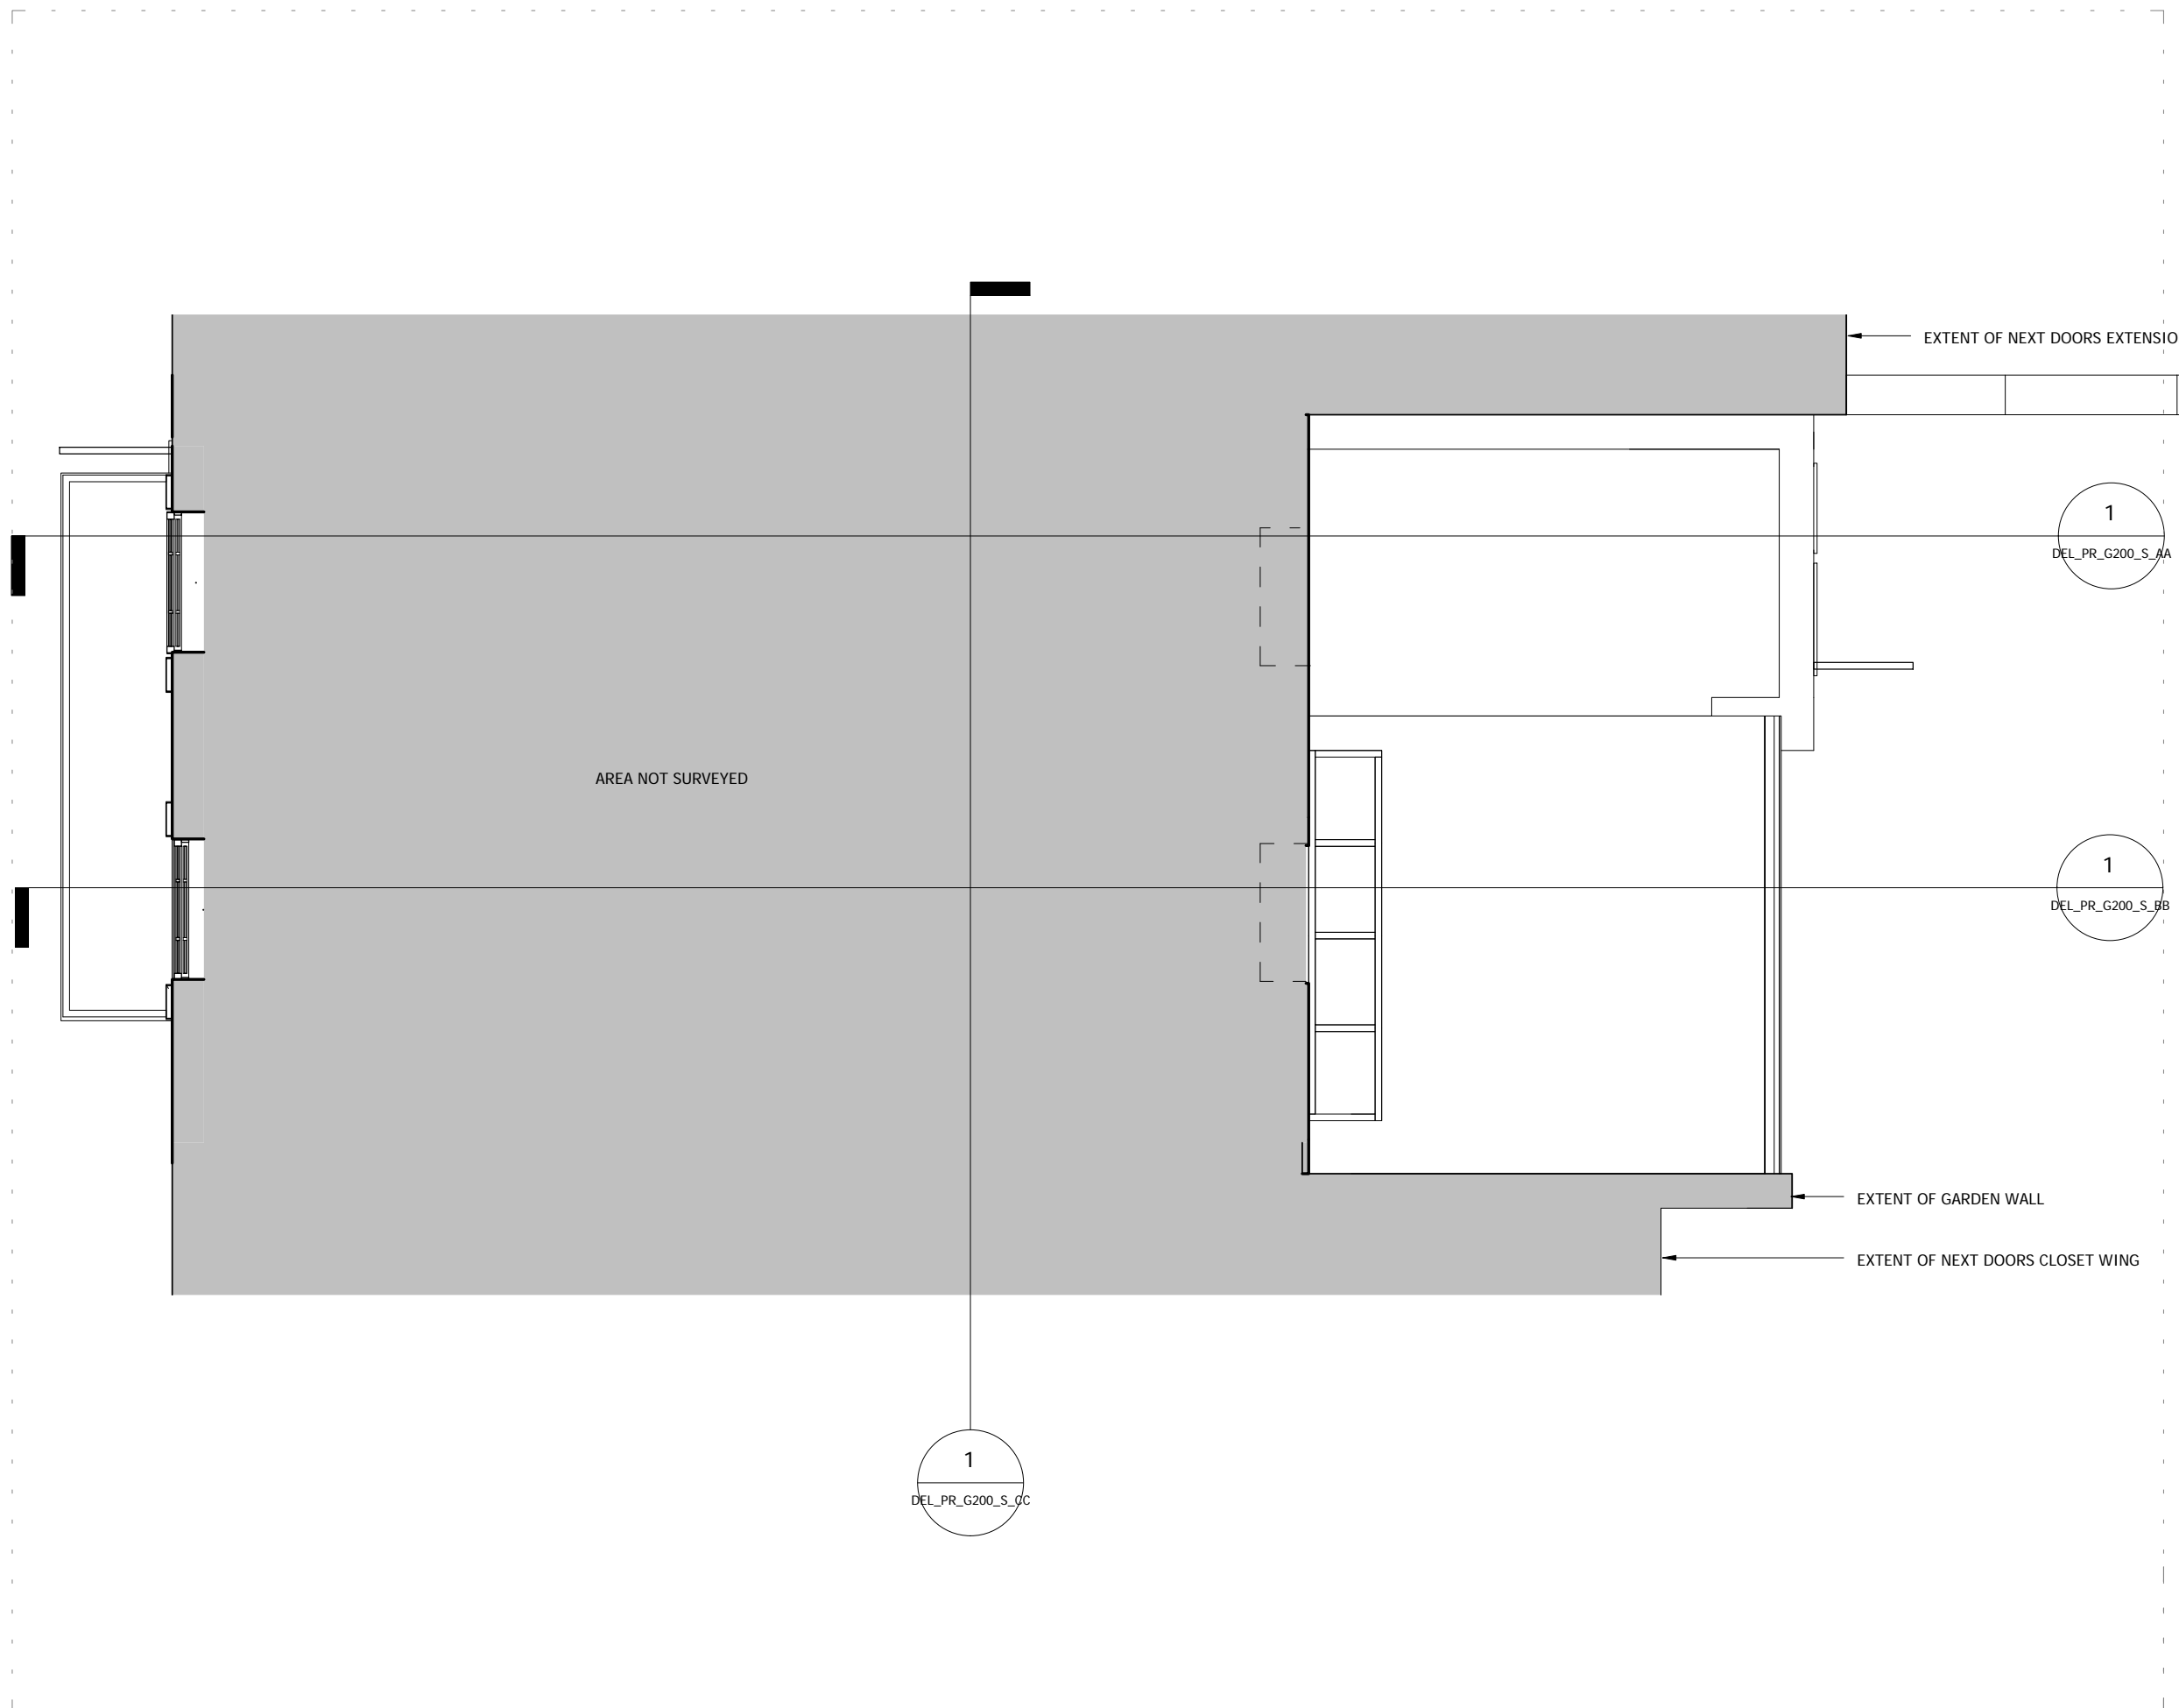 EXTENT OF NEXT DOORS EXTENSIO
1
DEL_PR_G200_S_AA
AREA NOT SURVEYED
1
DEL_PR_G200_S_BB
EXTENT OF GARDEN WALL
EXTENT OF NEXT DOORS CLOSET WING
1
DEL_PR_G200_S_CC